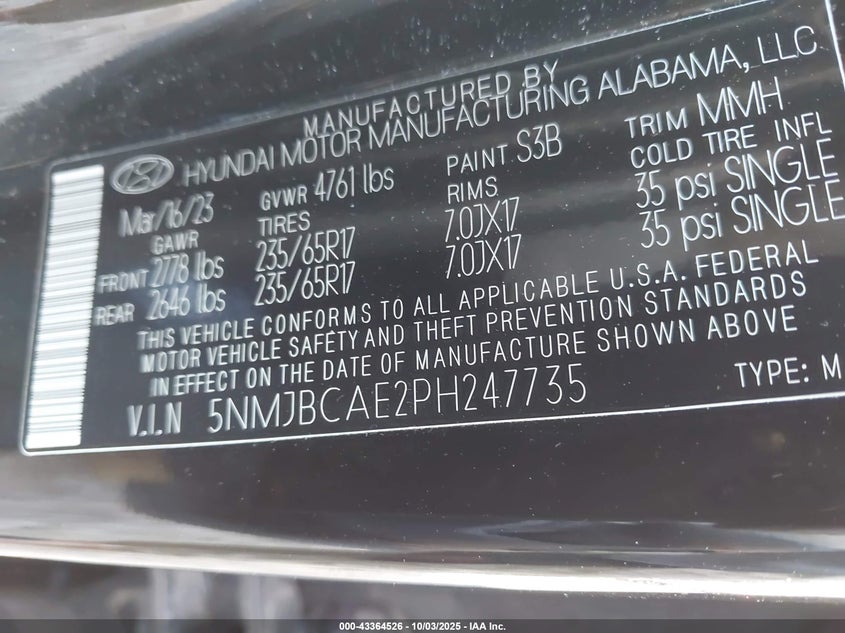 MANUFACTURED BY
HYUNDAI MOTOR MANUFACTURING ALABAMA, LLC
Mar/16/23 GVWR 4761 lbs PAINT S3B TRIM MMH
GAWR TIRES RIMS COLD TIRE INFL
FRONT 2778 lbs 235/65R17 7.0JX17 35 psi SINGLE
REAR 2646 lbs 235/65R17 7.0JX17 35 psi SINGLE
THIS VEHICLE CONFORMS TO ALL APPLICABLE U.S.A. FEDERAL
MOTOR VEHICLE SAFETY AND THEFT PREVENTION STANDARDS
IN EFFECT ON THE DATE OF MANUFACTURE SHOWN ABOVE
V.I.N 5NMJBCAE2PH247735 TYPE: M
000-43364526 - 10/03/2025 - IAA Inc.